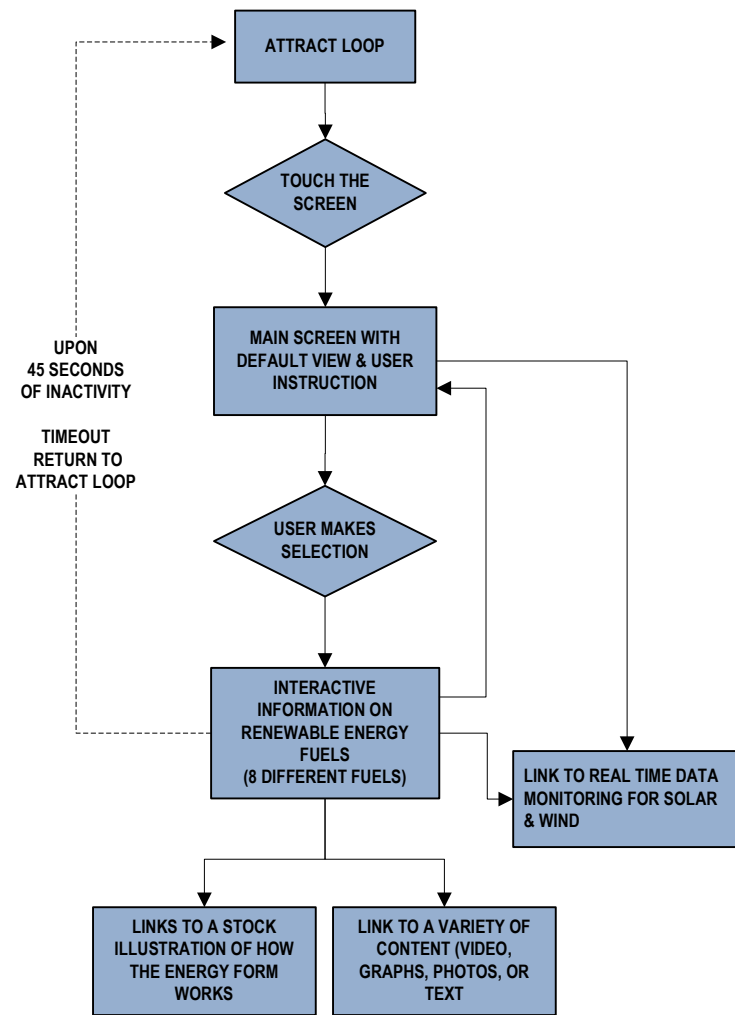 ATTRACT LOOP
TOUCH THE
SCREEN
MAIN SCREEN WITH
DEFAULT VIEW & USER
INSTRUCTION
UPON
45 SECONDS
OF INACTIVITY
TIMEOUT
RETURN TO
ATTRACT LOOP
USER MAKES
SELECTION
INTERACTIVE
INFORMATION ON
RENEWABLE ENERGY
FUELS
(8 DIFFERENT FUELS)
LINK TO REAL TIME DATA
MONITORING FOR SOLAR
& WIND
LINKS TO A STOCK
ILLUSTRATION OF HOW
THE ENERGY FORM
WORKS
LINK TO A VARIETY OF
CONTENT (VIDEO,
GRAPHS, PHOTOS, OR
TEXT